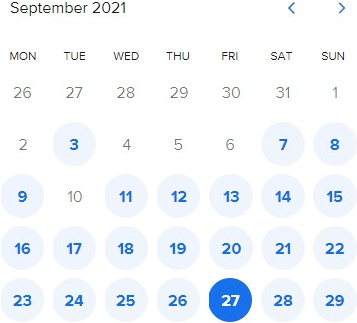 September 2021
MON TUE WED THU FRI SAT SUN
26 27 28 29 30 31 1
2 3 4 5 6 7 8
9 10 11 12 13 14 15
16 17 18 19 20 21 22
23 24 25 26 27 28 29